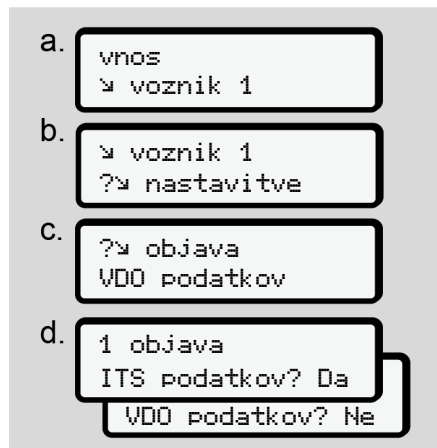 a.
vnos
↘ voznik 1
b.
↘ voznik 1
?↘ nastavitve
c.
?↘ objava
VDO podatkov
d.
1 objava
ITS podatkov? Da
VDO podatkov? Ne